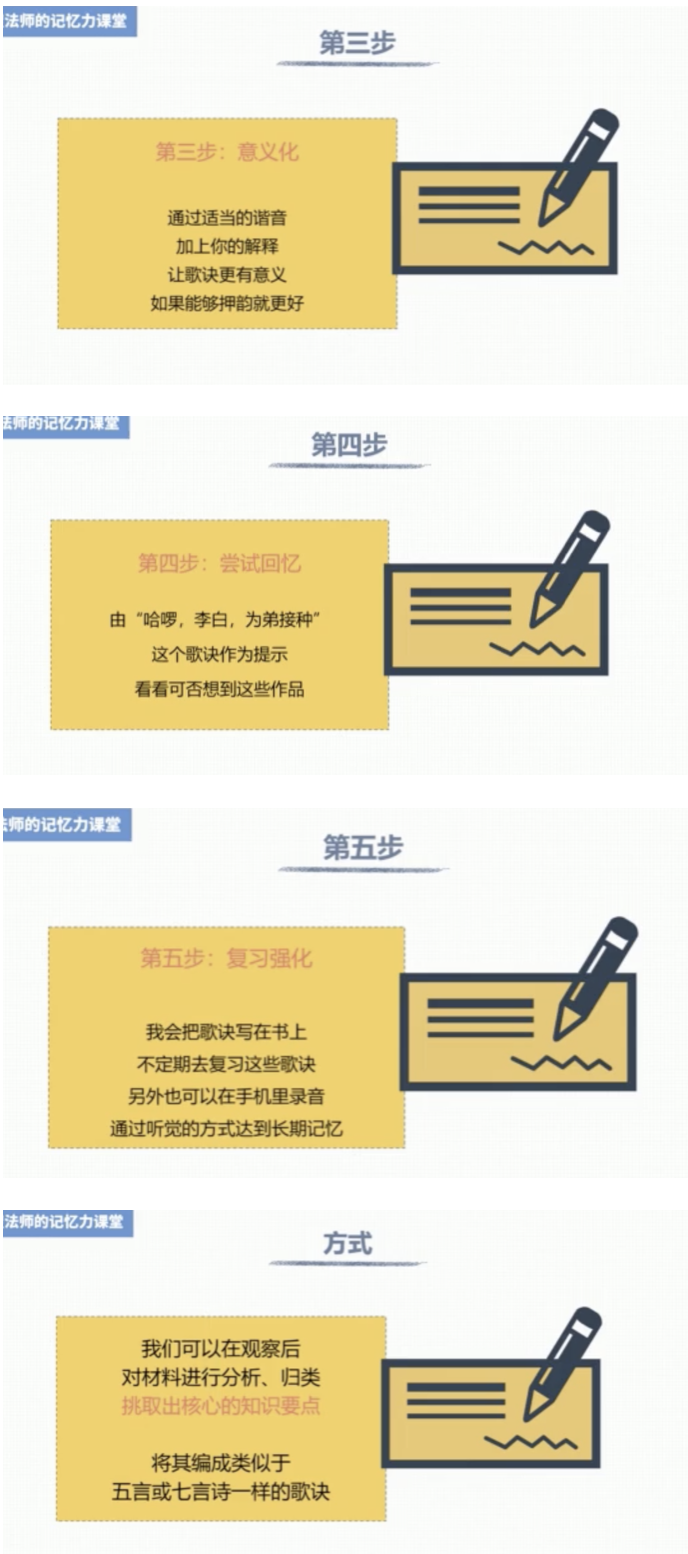 法师的记忆力课堂
第三步
第三步：意义化
通过适当的谐音
加上你的解释
让歌诀更有意义
如果能够押韵就更好
法师的记忆力课堂
第四步
第四步：尝试回忆
由“哈啰，李白，为弟接种”
这个歌诀作为提示
看看可否想到这些作品
师的记忆力课堂
第五步
第五步：复习强化
我会把歌诀写在书上
不定期去复习这些歌诀
另外也可以在手机里录音
通过听觉的方式达到长期记忆
法师的记忆力课堂
方式
我们可以在观察后
对材料进行分析、归类
挑取出核心的知识要点
将其编成类似于
五言或七言诗一样的歌诀